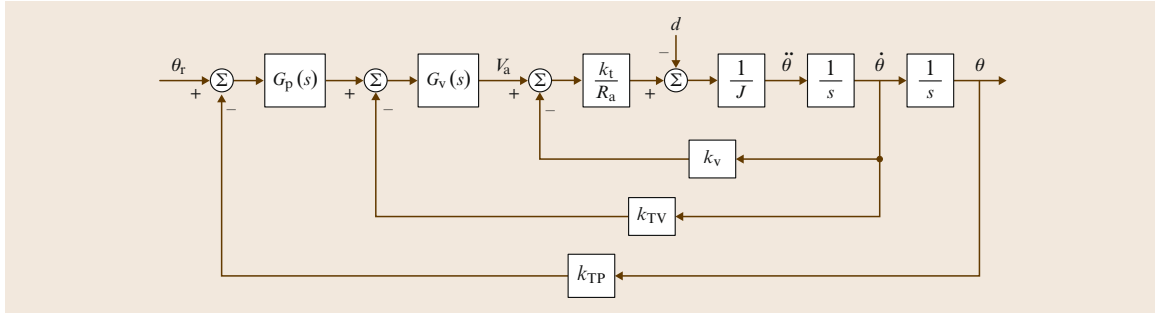 d
θr + − Σ Gp(s) + − Σ Gv(s) Va + − Σ kt/Ra + − Σ 1/J θ̈ 1/s θ̇ 1/s θ
kv
kTV
kTP